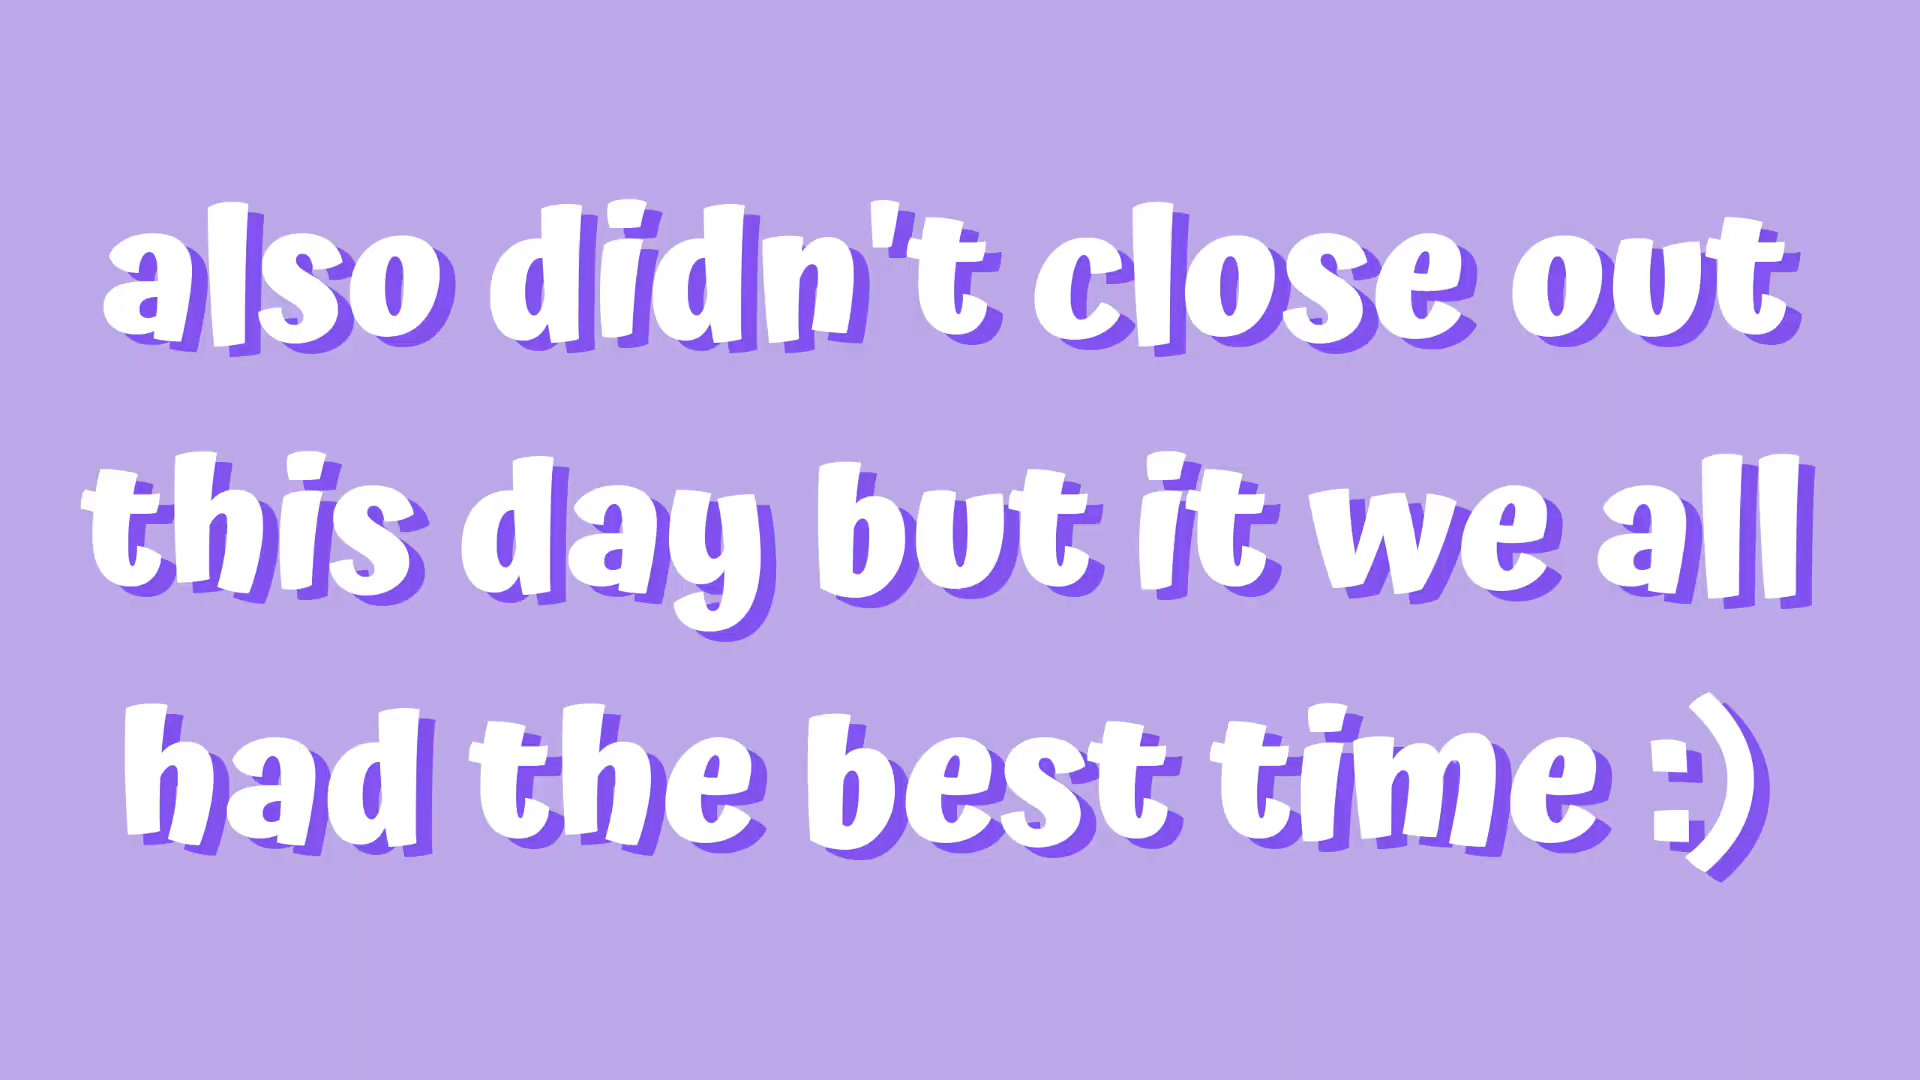 also didn't close out
this day but it we all
had the best time :)